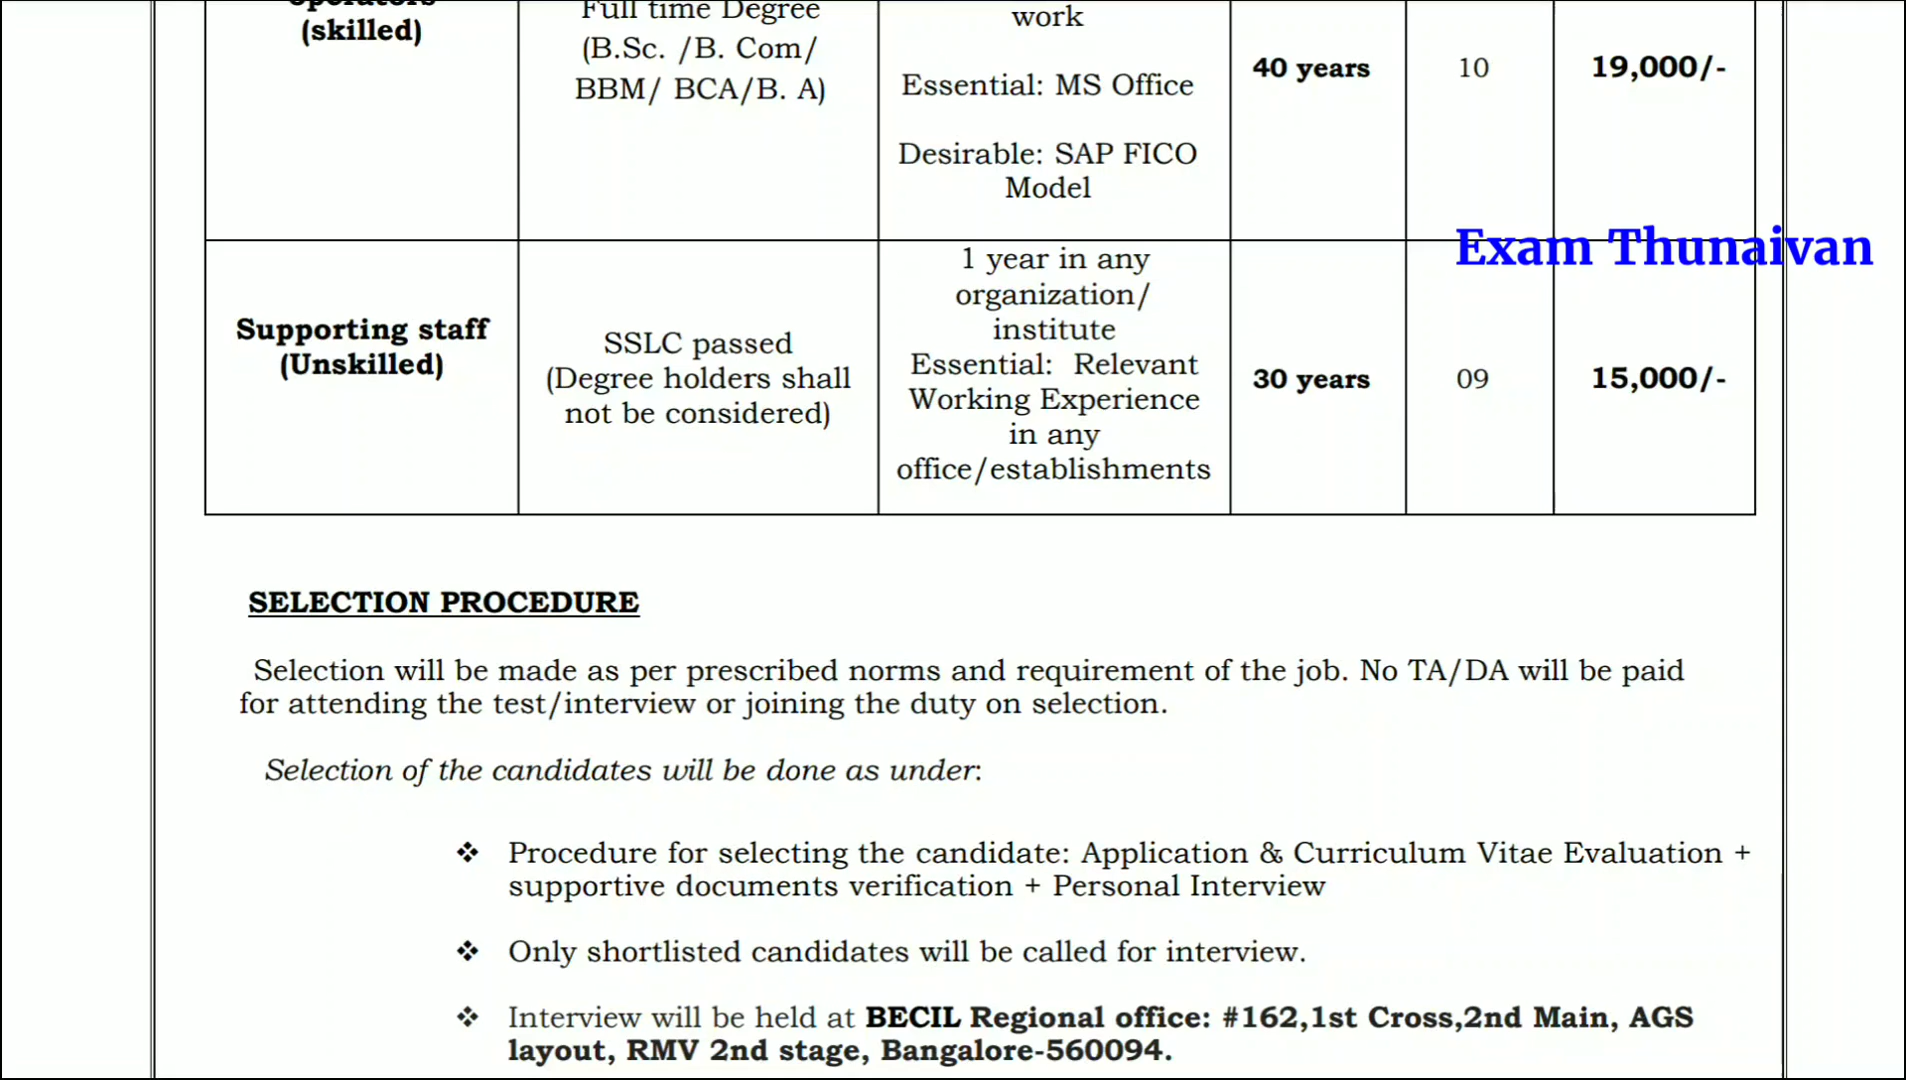 operators
(skilled)
Full time Degree
(B.Sc. /B. Com/
BBM/ BCA/B. A)
work
Essential: MS Office
Desirable: SAP FICO
Model
40 years
10
19,000/-
Exam Thunaivan
Supporting staff
(Unskilled)
SSLC passed
(Degree holders shall
not be considered)
1 year in any
organization/
institute
Essential: Relevant
Working Experience
in any
office/establishments
30 years
09
15,000/-
SELECTION PROCEDURE
Selection will be made as per prescribed norms and requirement of the job. No TA/DA will be paid
for attending the test/interview or joining the duty on selection.
Selection of the candidates will be done as under:
❖ Procedure for selecting the candidate: Application & Curriculum Vitae Evaluation +
supportive documents verification + Personal Interview
❖ Only shortlisted candidates will be called for interview.
❖ Interview will be held at BECIL Regional office: #162,1st Cross,2nd Main, AGS
layout, RMV 2nd stage, Bangalore-560094.